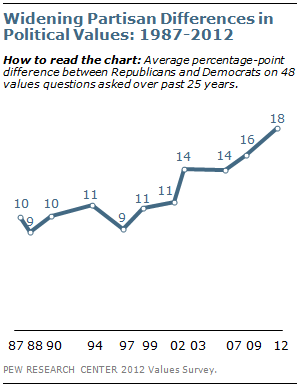 Widening Partisan Differences in
Political Values: 1987-2012
How to read the chart: Average percentage-point
difference between Republicans and Democrats on 48
values questions asked over past 25 years.
18
16
14 14
11 11 11
10 10
9 9
87 88 90 94 97 99 02 03 07 09 12
PEW RESEARCH CENTER 2012 Values Survey.